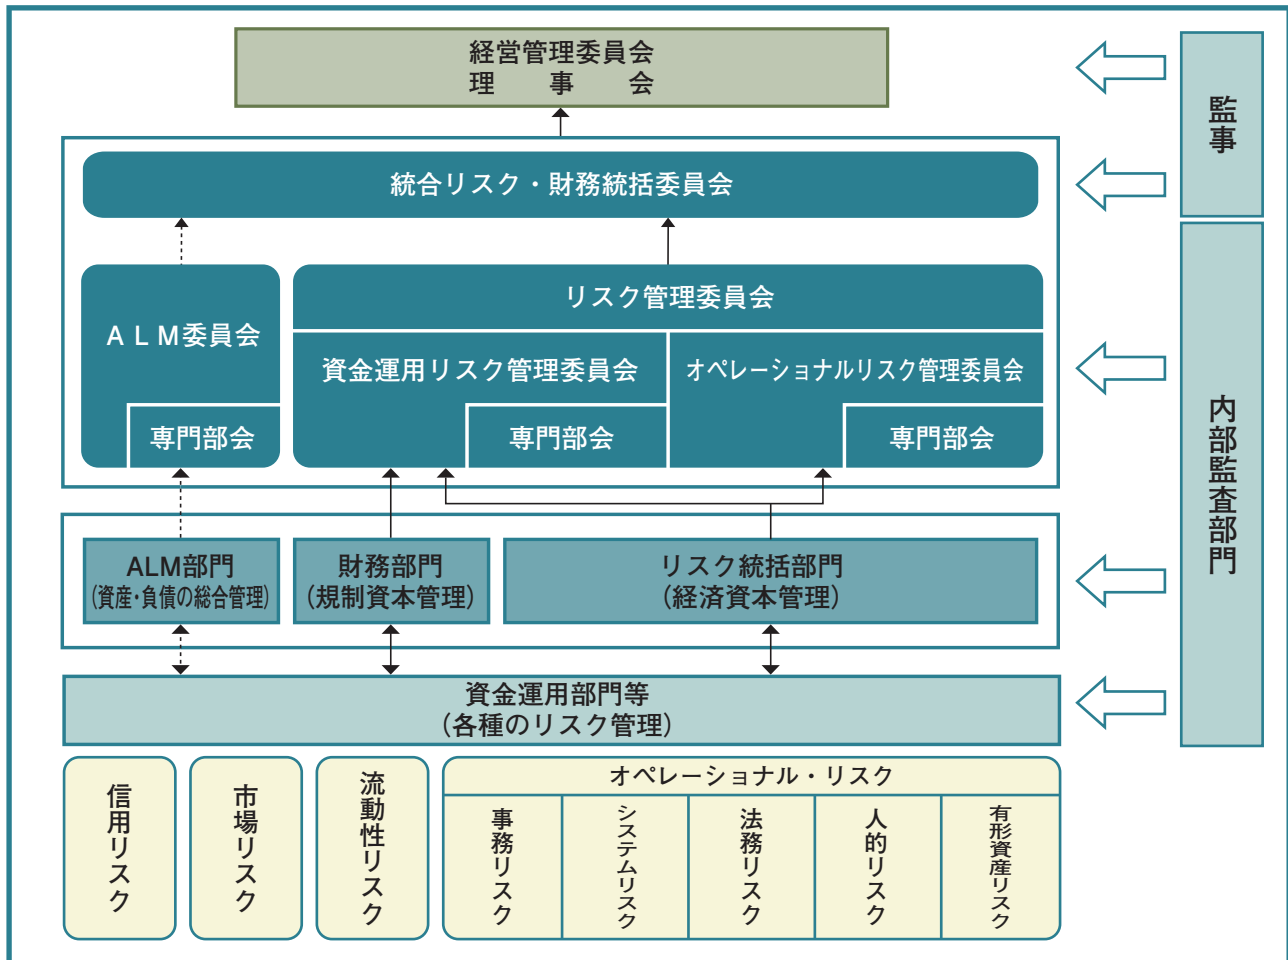 経営管理委員会
理　事　会
監事
統合リスク・財務統括委員会
ＡＬＭ委員会
専門部会
リスク管理委員会
資金運用リスク管理委員会
専門部会
オペレーショナルリスク管理委員会
専門部会
内部監査部門
ALM部門
(資産・負債の総合管理)
財務部門
(規制資本管理)
リスク統括部門
(経済資本管理)
資金運用部門等
(各種のリスク管理)
信用リスク
市場リスク
流動性リスク
オペレーショナル・リスク
事務リスク
システムリスク
法務リスク
人的リスク
有形資産リスク